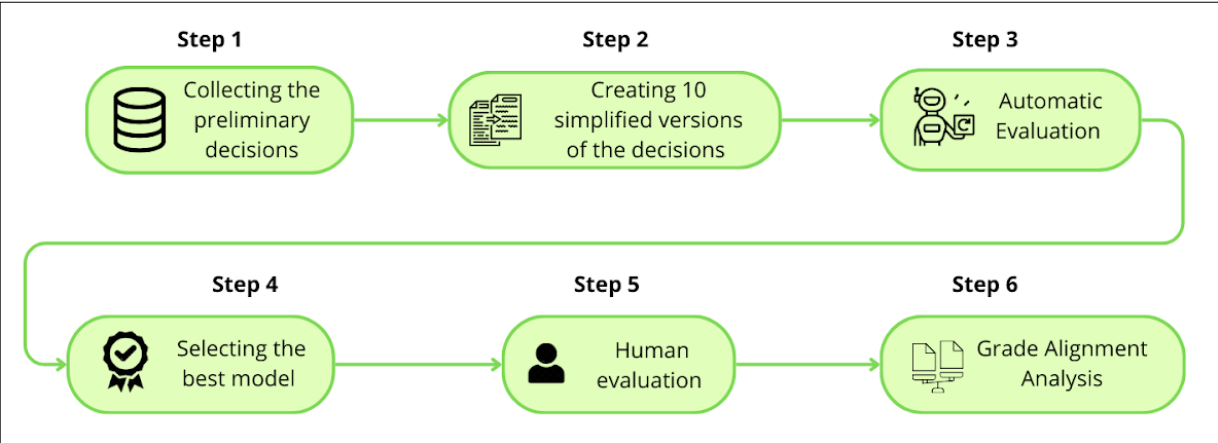 Step 1
Collecting the
preliminary
decisions
Step 2
Creating 10
simplified versions
of the decisions
Step 3
Automatic
Evaluation
Step 4
Selecting the
best model
Step 5
Human
evaluation
Step 6
Grade Alignment
Analysis